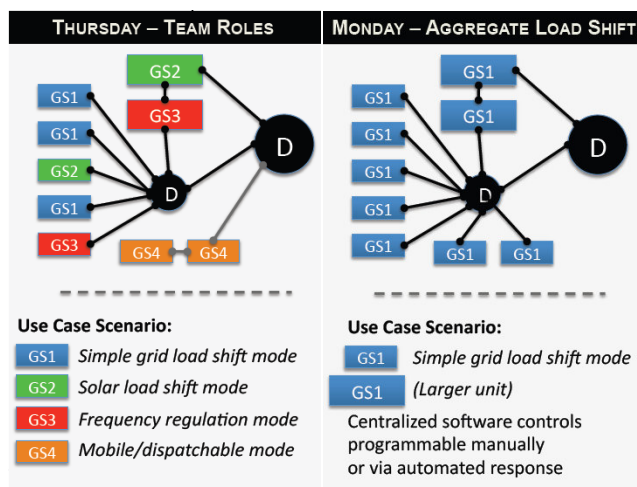 THURSDAY – TEAM ROLES
GS2
GS1
GS3
GS1
D
GS2
D
GS1
GS3
GS4
GS4
Use Case Scenario:
GS1 Simple grid load shift mode
GS2 Solar load shift mode
GS3 Frequency regulation mode
GS4 Mobile/dispatchable mode
MONDAY – AGGREGATE LOAD SHIFT
GS1
GS1
GS1
GS1
D
GS1
D
GS1
GS1
GS1
GS1
Use Case Scenario:
GS1 Simple grid load shift mode
GS1 (Larger unit)
Centralized software controls
programmable manually
or via automated response